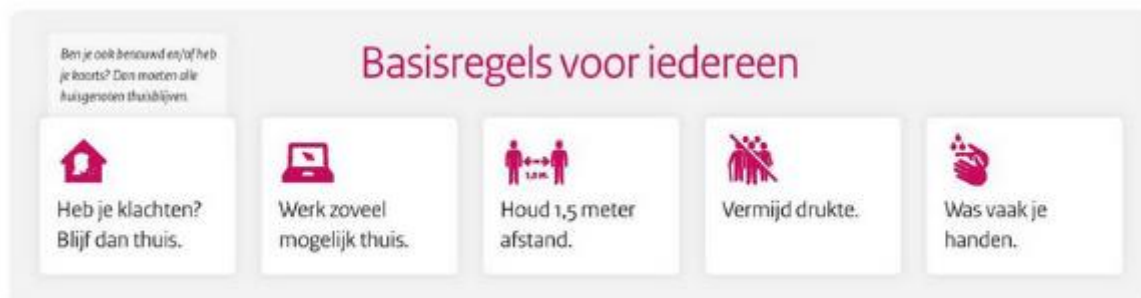 Ben je ook benauwd en/of heb
je koorts? Dan moeten alle
huisgenoten thuisblijven.
Basisregels voor iedereen
Heb je klachten?
Blijf dan thuis.
Werk zoveel
mogelijk thuis.
1,5 m.
Houd 1,5 meter
afstand.
Vermijd drukte.
Was vaak je
handen.